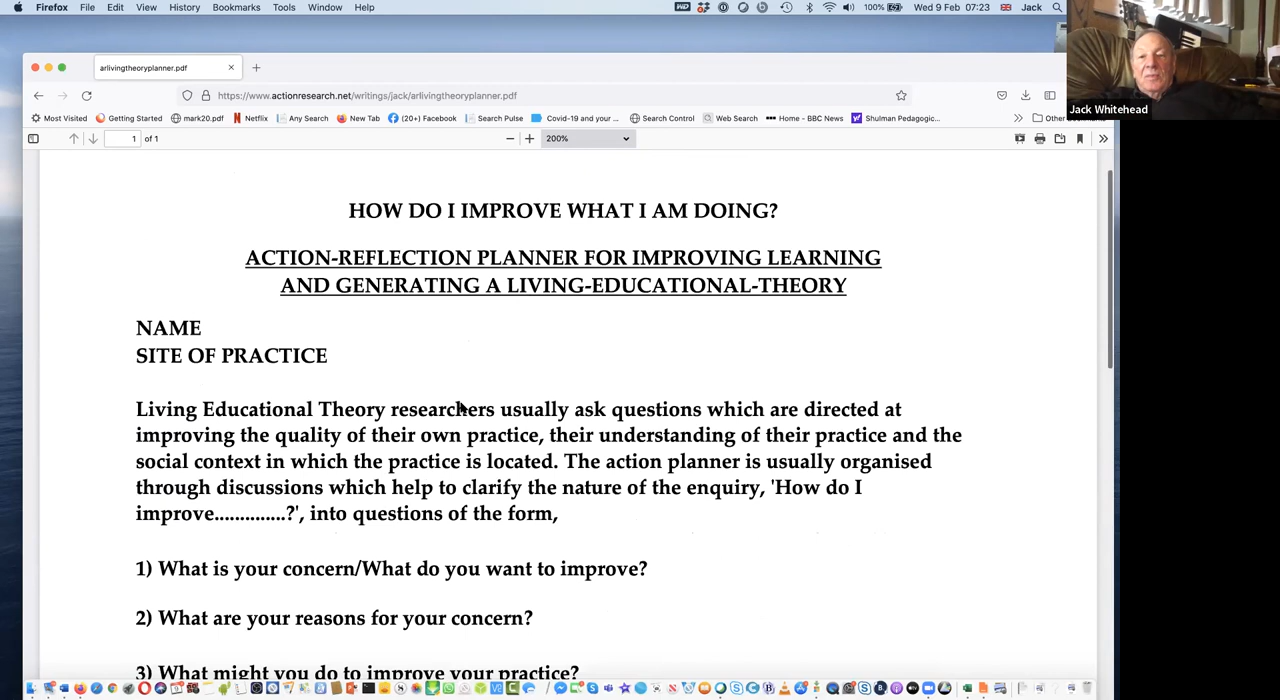 Firefox File Edit View History Bookmarks Tools Window Help 100% Wed 9 Feb 07:23 Jack
arlivingtheoryplanner.pdf
https://www.actionresearch.net/writings/jack/arlivingtheoryplanner.pdf
Jack Whitehead
Most Visited Getting Started mark20.pdf Netflix Any Search New Tab (20+) Facebook Search Pulse Covid-19 and your ... Search Control Web Search Home - BBC News Shulman Pedagogic... Other
1 of 1 200%
HOW DO I IMPROVE WHAT I AM DOING?
ACTION-REFLECTION PLANNER FOR IMPROVING LEARNING
AND GENERATING A LIVING-EDUCATIONAL-THEORY
NAME
SITE OF PRACTICE
Living Educational Theory researchers usually ask questions which are directed at
improving the quality of their own practice, their understanding of their practice and the
social context in which the practice is located. The action planner is usually organised
through discussions which help to clarify the nature of the enquiry, 'How do I
improve..............?', into questions of the form,
1) What is your concern/What do you want to improve?
2) What are your reasons for your concern?
3) What might you do to improve your practice?